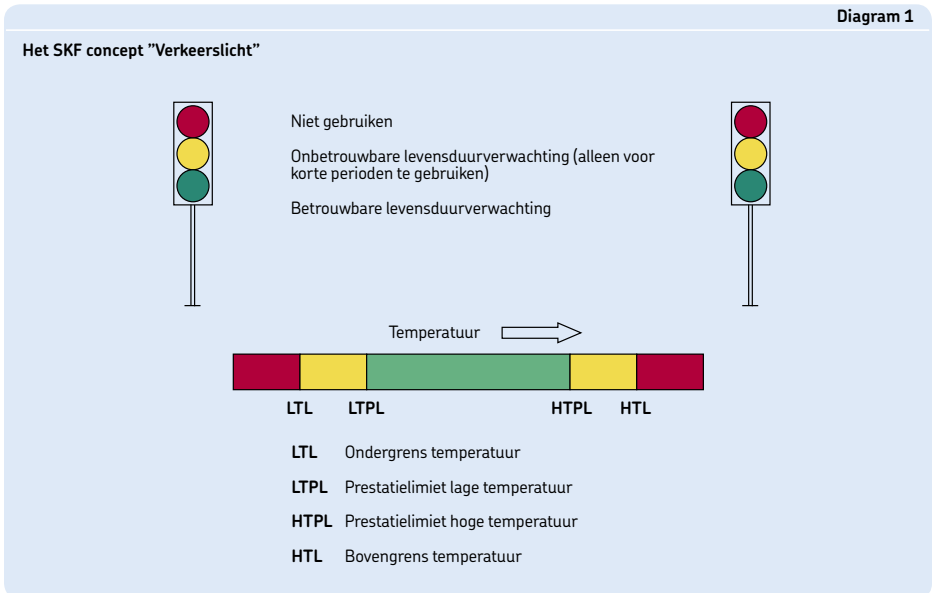 Diagram 1
Het SKF concept ”Verkeerslicht”
Niet gebruiken
Onbetrouwbare levensduurverwachting (alleen voor
korte perioden te gebruiken)
Betrouwbare levensduurverwachting
Temperatuur
LTL LTPL HTPL HTL
LTL Ondergrens temperatuur
LTPL Prestatielimiet lage temperatuur
HTPL Prestatielimiet hoge temperatuur
HTL Bovengrens temperatuur